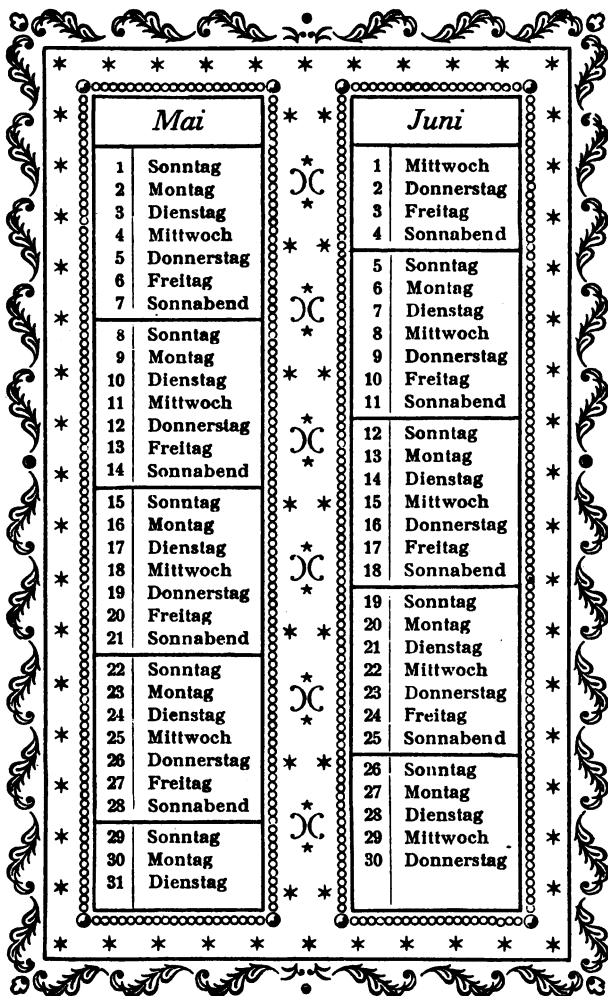 Mai
1 Sonntag
2 Montag
3 Dienstag
4 Mittwoch
5 Donnerstag
6 Freitag
7 Sonnabend
8 Sonntag
9 Montag
10 Dienstag
11 Mittwoch
12 Donnerstag
13 Freitag
14 Sonnabend
15 Sonntag
16 Montag
17 Dienstag
18 Mittwoch
19 Donnerstag
20 Freitag
21 Sonnabend
22 Sonntag
23 Montag
24 Dienstag
25 Mittwoch
26 Donnerstag
27 Freitag
28 Sonnabend
29 Sonntag
30 Montag
31 Dienstag
Juni
1 Mittwoch
2 Donnerstag
3 Freitag
4 Sonnabend
5 Sonntag
6 Montag
7 Dienstag
8 Mittwoch
9 Donnerstag
10 Freitag
11 Sonnabend
12 Sonntag
13 Montag
14 Dienstag
15 Mittwoch
16 Donnerstag
17 Freitag
18 Sonnabend
19 Sonntag
20 Montag
21 Dienstag
22 Mittwoch
23 Donnerstag
24 Freitag
25 Sonnabend
26 Sonntag
27 Montag
28 Dienstag
29 Mittwoch
30 Donnerstag